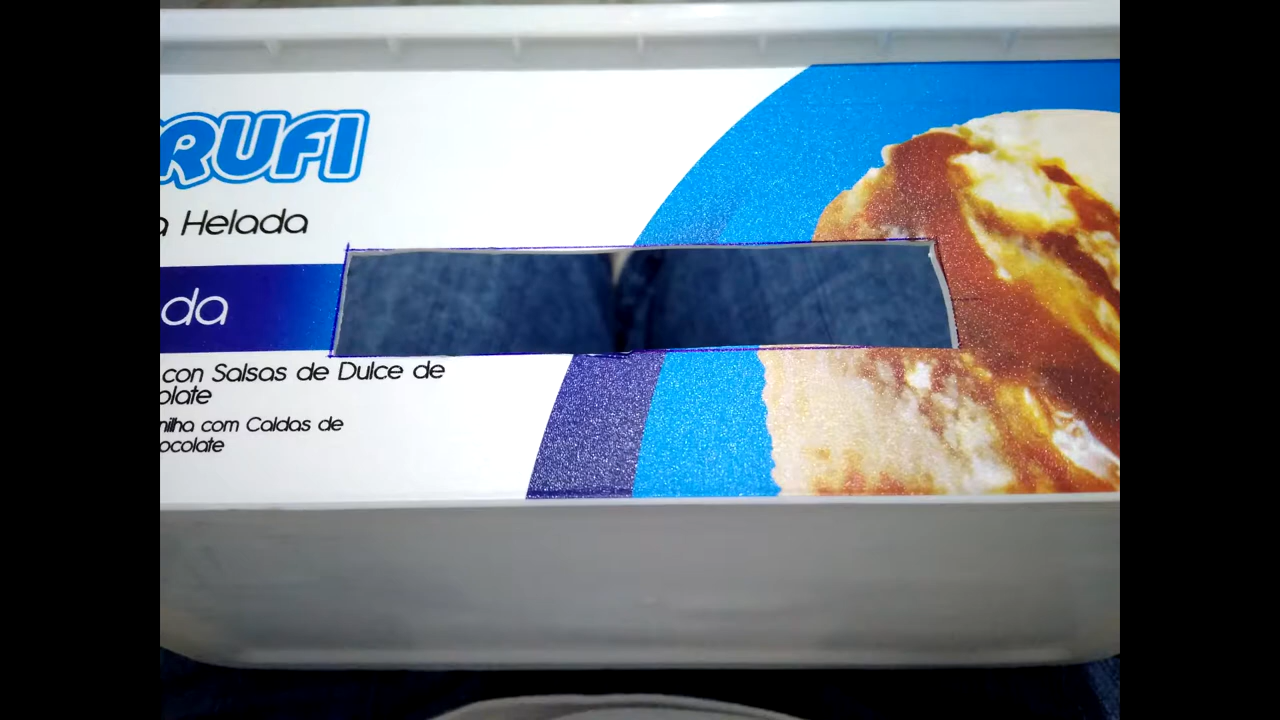 RUFI
a Helada
da
con Salsas de Dulce de
olate
nilha com Caldas de
ocolate